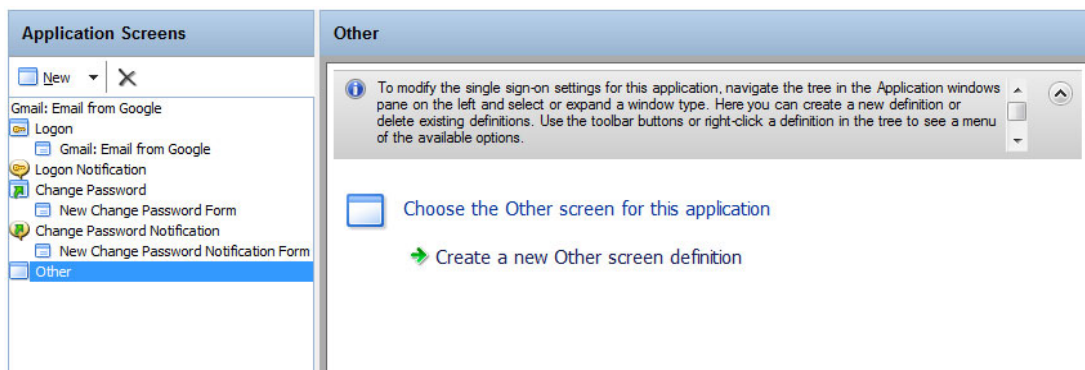 Application Screens
New
Gmail: Email from Google
Logon
Gmail: Email from Google
Logon Notification
Change Password
New Change Password Form
Change Password Notification
New Change Password Notification Form
Other
Other
To modify the single sign-on settings for this application, navigate the tree in the Application windows
pane on the left and select or expand a window type. Here you can create a new definition or
delete existing definitions. Use the toolbar buttons or right-click a definition in the tree to see a menu
of the available options.
Choose the Other screen for this application
Create a new Other screen definition